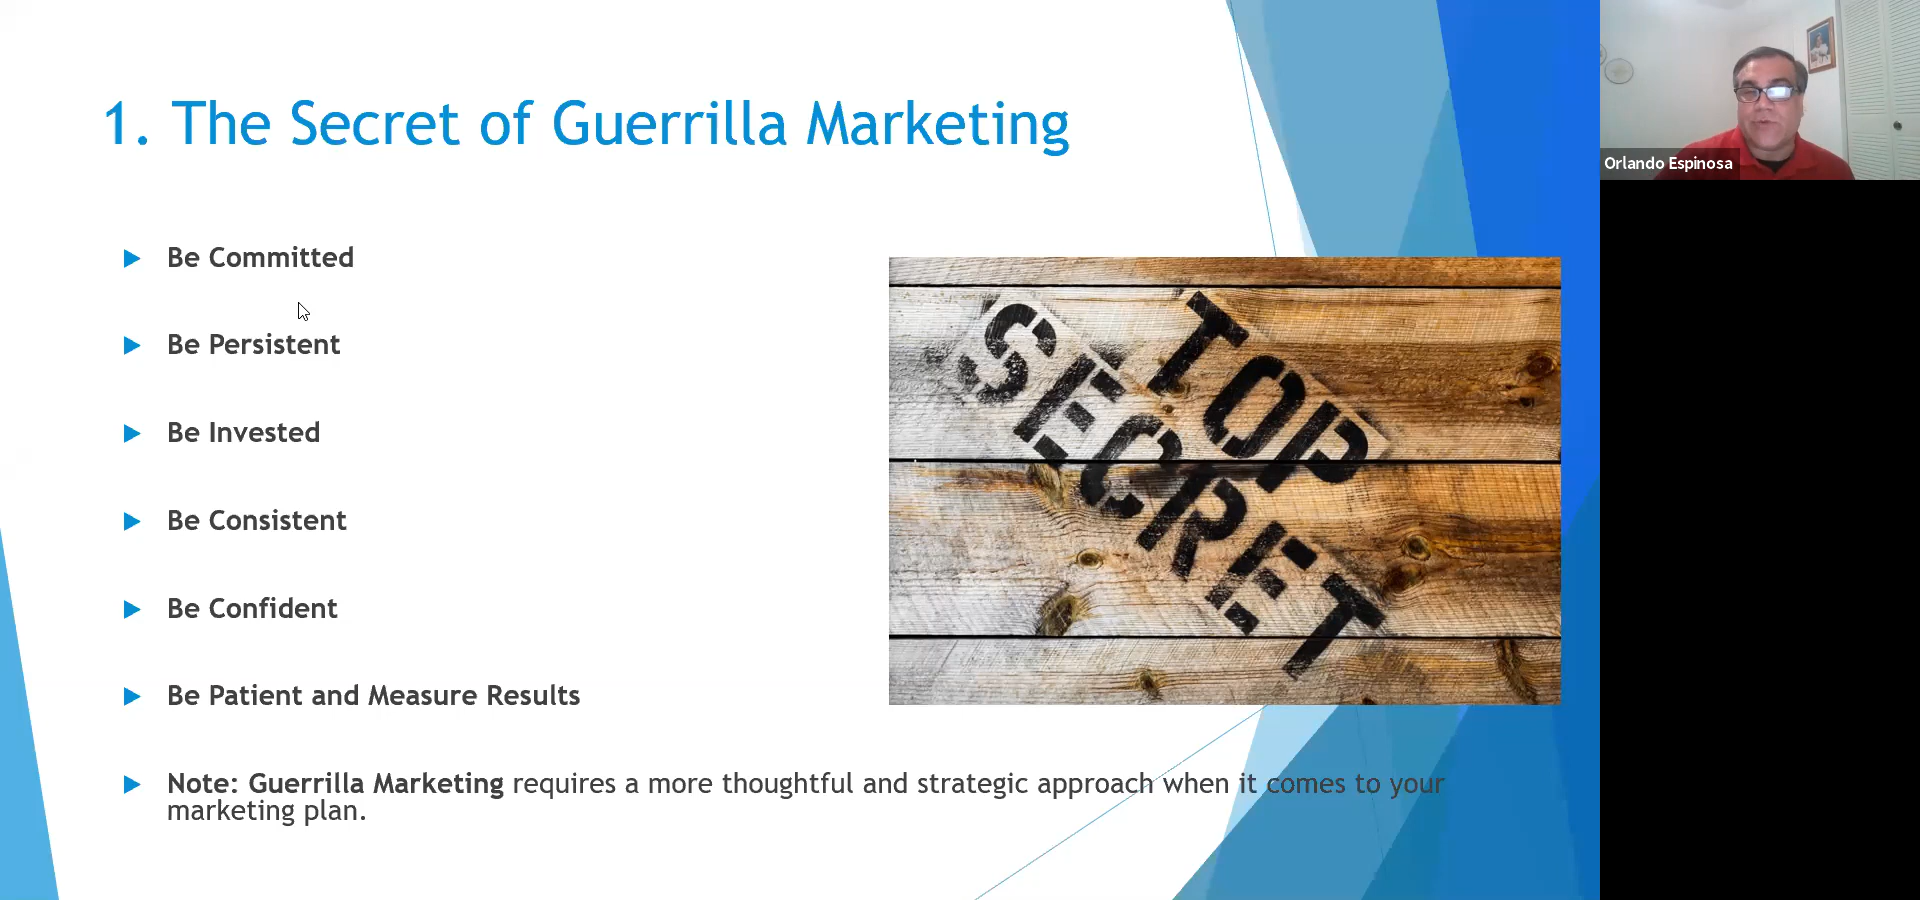 1. The Secret of Guerrilla Marketing
Be Committed
Be Persistent
Be Invested
Be Consistent
Be Confident
Be Patient and Measure Results
Note: Guerrilla Marketing requires a more thoughtful and strategic approach when it comes to your
marketing plan.
TOP
SECRET
Orlando Espinosa